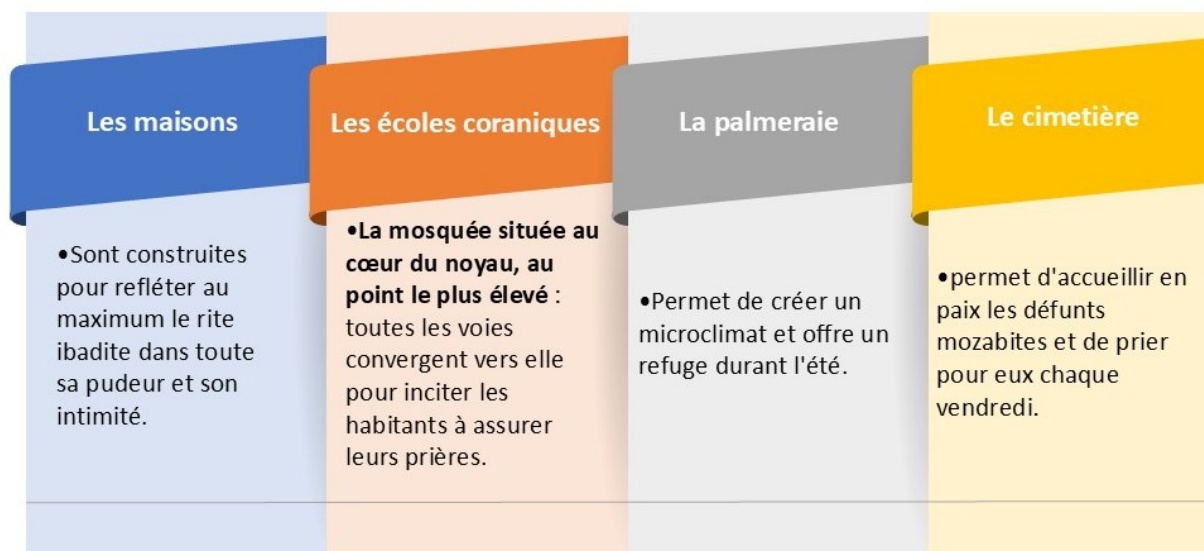 Les maisons
•Sont construites
pour refléter au
maximum le rite
ibadite dans toute
sa pudeur et son
intimité.
Les écoles coraniques
•La mosquée située au
cœur du noyau, au
point le plus élevé :
toutes les voies
convergent vers elle
pour inciter les
habitants à assurer
leurs prières.
La palmeraie
•Permet de créer un
microclimat et offre un
refuge durant l'été.
Le cimetière
•permet d'accueillir en
paix les défunts
mozabites et de prier
pour eux chaque
vendredi.